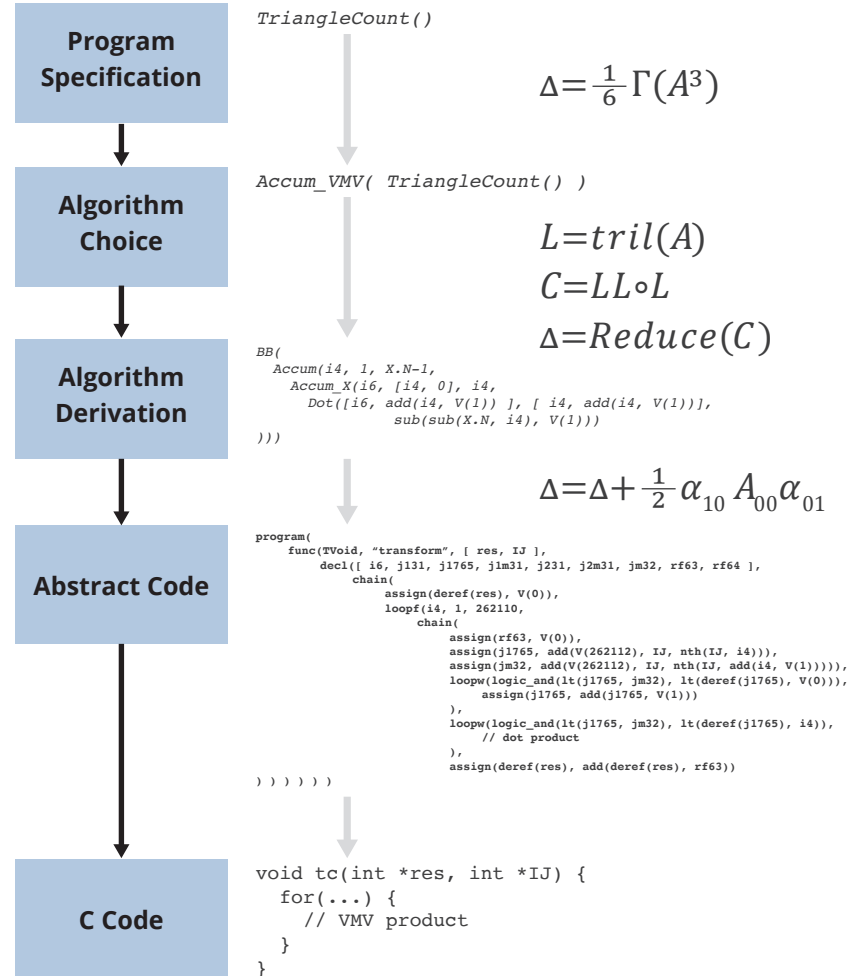 Program
Specification
TriangleCount()
Δ=1/6 Γ(A³)
Algorithm
Choice
Accum_VMV( TriangleCount() )
L=tril(A)
C=LL∘L
Δ=Reduce(C)
Algorithm
Derivation
BB(
  Accum(i4, 1, X.N-1,
    Accum_X(i6, [i4, 0], i4,
      Dot([i6, add(i4, V(1)) ], [ i4, add(i4, V(1))],
                sub(sub(X.N, i4), V(1)))
)))
Δ=Δ+1/2 α₁₀ A₀₀α₀₁
Abstract Code
program(
    func(TVoid, “transform”, [ res, IJ ],
        decl([ i6, j131, j1765, j1m31, j231, j2m31, jm32, rf63, rf64 ],
            chain(
                assign(deref(res), V(0)),
                loopf(i4, 1, 262110,
                    chain(
                        assign(rf63, V(0)),
                        assign(j1765, add(V(262112), IJ, nth(IJ, i4))),
                        assign(jm32, add(V(262112), IJ, nth(IJ, add(i4, V(1))))),
                        loopw(logic_and(lt(j1765, jm32), lt(deref(j1765), V(0))),
                            assign(j1765, add(j1765, V(1)))
                        ),
                        loopw(logic_and(lt(j1765, jm32), lt(deref(j1765), i4)),
                            // dot product
                        ),
                        assign(deref(res), add(deref(res), rf63))
) ) ) ) ) )
C Code
void tc(int *res, int *IJ) {
  for(...) {
    // VMV product
  }
}